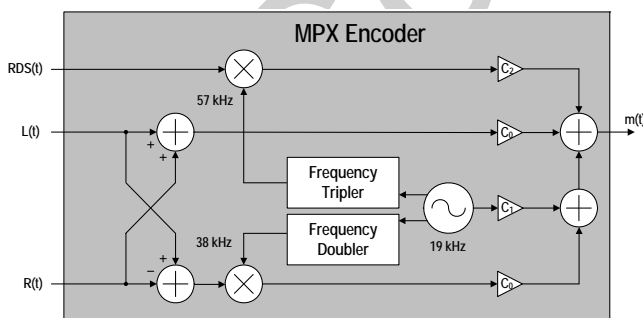 MPX Encoder
RDS(t)
57 kHz
C2
L(t)
+
+
C0
m(t)
Frequency
Tripler
Frequency
Doubler
19 kHz
C1
38 kHz
+
−
R(t)
C0